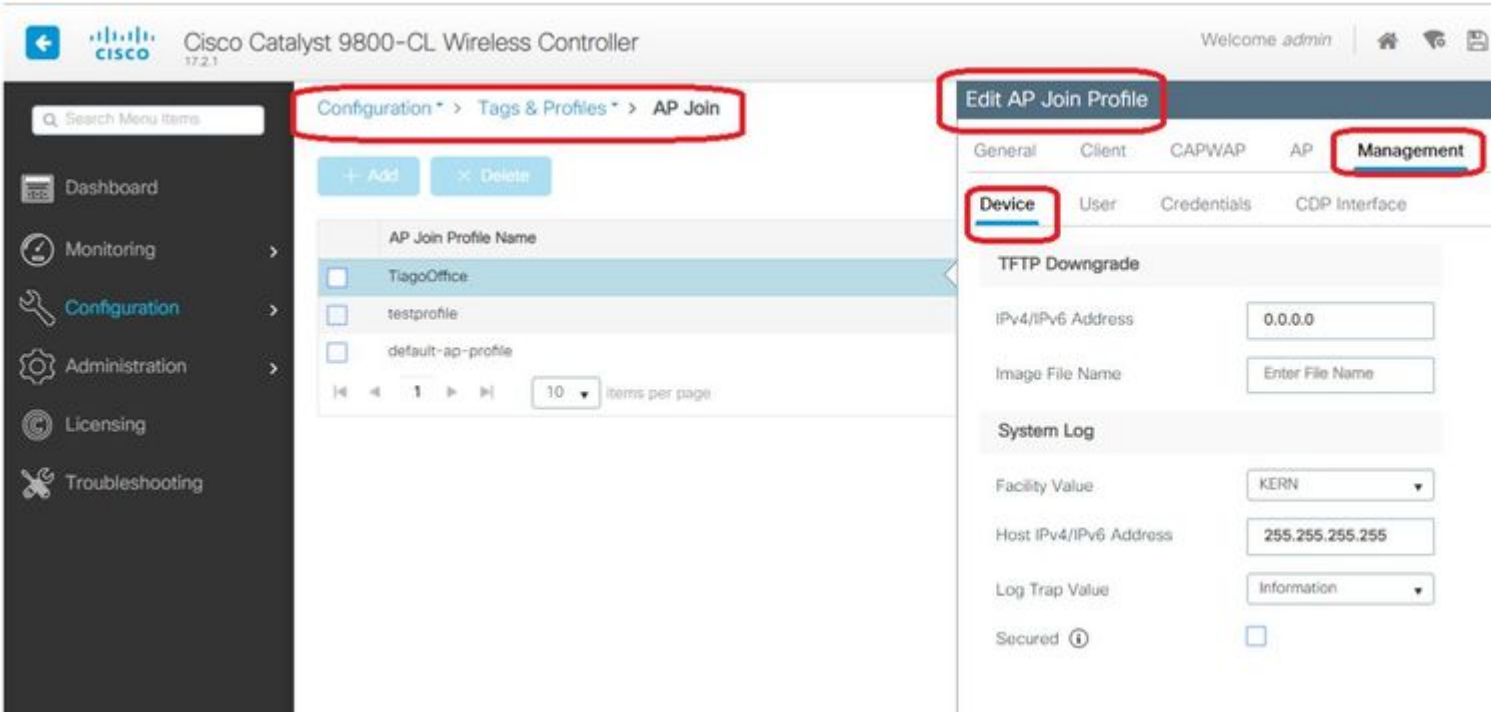 CISCO
Cisco Catalyst 9800-CL Wireless Controller
17.2.1
Welcome admin
Search Menu Items
Dashboard
Monitoring
Configuration
Administration
Licensing
Troubleshooting
Configuration > Tags & Profiles > AP Join
+ Add
× Delete
AP Join Profile Name
TiagoOffice
testprofile
default-ap-profile
1
10
items per page
Edit AP Join Profile
General Client CAPWAP AP Management
Device User Credentials CDP Interface
TFTP Downgrade
IPv4/IPv6 Address 0.0.0.0
Image File Name Enter File Name
System Log
Facility Value KERN
Host IPv4/IPv6 Address 255.255.255.255
Log Trap Value Information
Secured